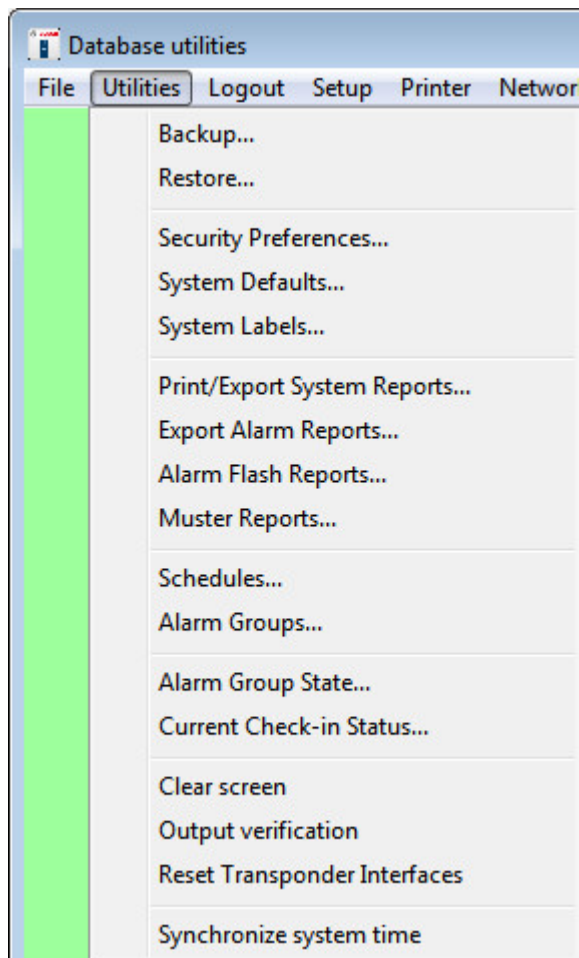 Database utilities
File Utilities Logout Setup Printer Networ
Backup...
Restore...
Security Preferences...
System Defaults...
System Labels...
Print/Export System Reports...
Export Alarm Reports...
Alarm Flash Reports...
Muster Reports...
Schedules...
Alarm Groups...
Alarm Group State...
Current Check-in Status...
Clear screen
Output verification
Reset Transponder Interfaces
Synchronize system time